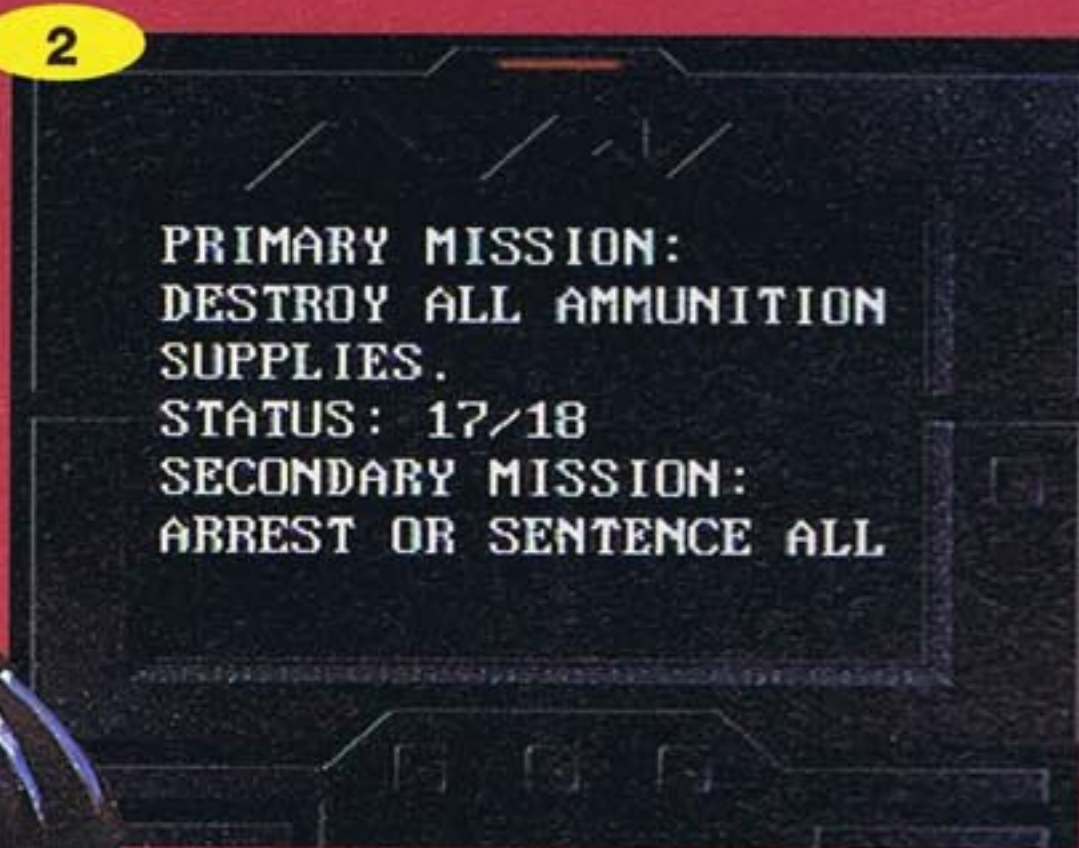 2
PRIMARY MISSION:
DESTROY ALL AMMUNITION
SUPPLIES.
STATUS: 17/18
SECONDARY MISSION:
ARREST OR SENTENCE ALL